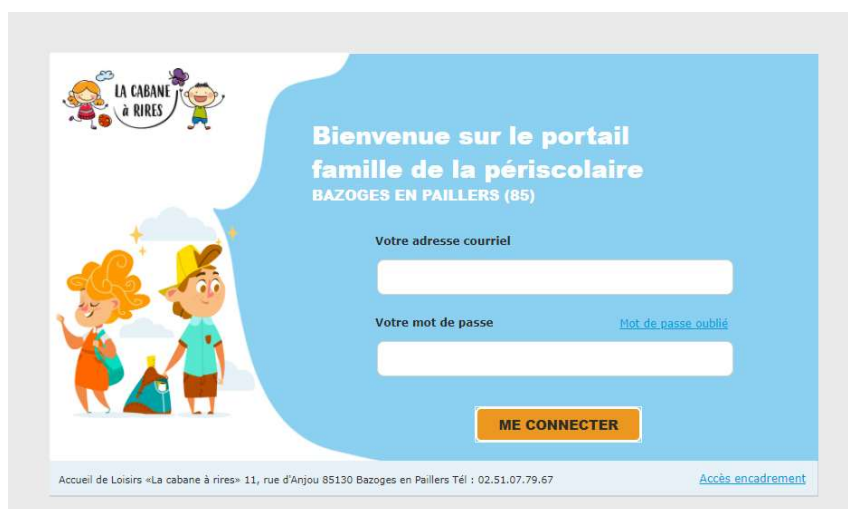 LA CABANE
à RIRES
Bienvenue sur le portail
famille de la périscolaire
BAZOGES EN PAILLERS (85)
Votre adresse courriel
Votre mot de passe
Mot de passe oublié
ME CONNECTER
Accueil de Loisirs «La cabane à rires» 11, rue d'Anjou 85130 Bazoges en Paillers Tél : 02.51.07.79.67
Accès encadrement